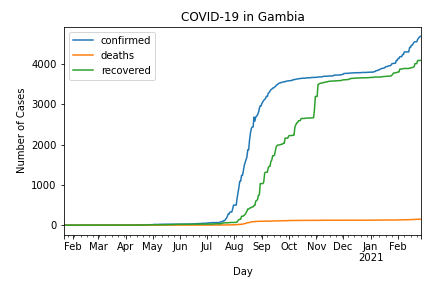 COVID-19 in Gambia
confirmed
deaths
recovered
Number of Cases
4000
3000
2000
1000
0
Feb Mar Apr May Jun Jul Aug Sep Oct Nov Dec Jan Feb
2021
Day